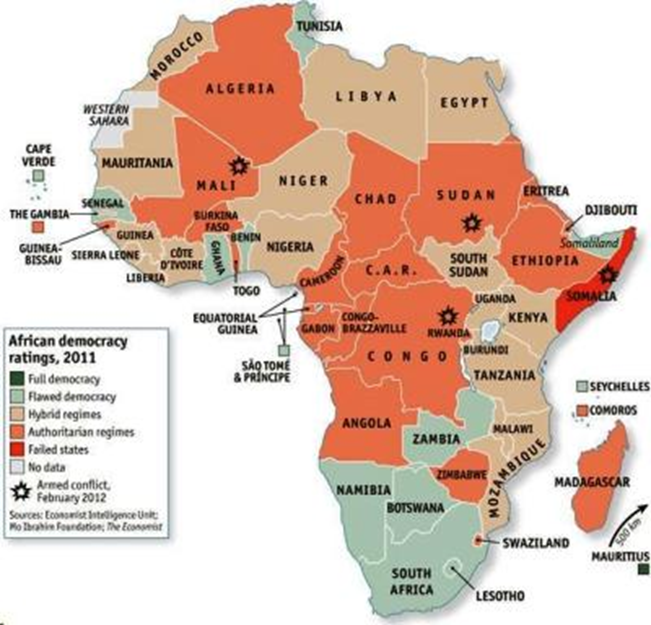 TUNISIA
MOROCCO
ALGERIA
LIBYA
EGYPT
WESTERN
SAHARA
CAPE
VERDE
MAURITANIA
MALI
NIGER
CHAD
SUDAN
ERITREA
DJIBOUTI
SENEGAL
THE GAMBIA
BURKINA
FASO
Somaliland
GUINEA-
BISSAU
GUINEA
BENIN
NIGERIA
SIERRA LEONE
CÔTE
D'IVOIRE
GHANA
CAMEROON
C.A.R.
SOUTH
SUDAN
ETHIOPIA
LIBERIA
TOGO
SOMALIA
UGANDA
KENYA
EQUATORIAL
GUINEA
GABON
CONGO-
BRAZZAVILLE
RWANDA
BURUNDI
CONGO
SÃO TOMÉ
& PRÍNCIPE
TANZANIA
SEYCHELLES
COMOROS
ANGOLA
ZAMBIA
MALAWI
MOZAMBIQUE
ZIMBABWE
MADAGASCAR
NAMIBIA
BOTSWANA
500 km
SWAZILAND
MAURITIUS
SOUTH
AFRICA
LESOTHO
African democracy
ratings, 2011
Full democracy
Flawed democracy
Hybrid regimes
Authoritarian regimes
Failed states
No data
Armed conflict,
February 2012
Sources: Economist Intelligence Unit;
Mo Ibrahim Foundation; The Economist